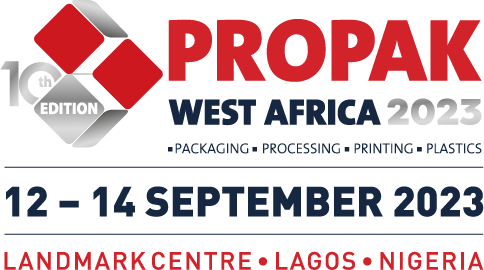 10th
EDITION
PROPAK
WEST AFRICA 2023
▪PACKAGING ▪ PROCESSING ▪ PRINTING ▪ PLASTICS
12 – 14 SEPTEMBER 2023
LANDMARK CENTRE • LAGOS • NIGERIA